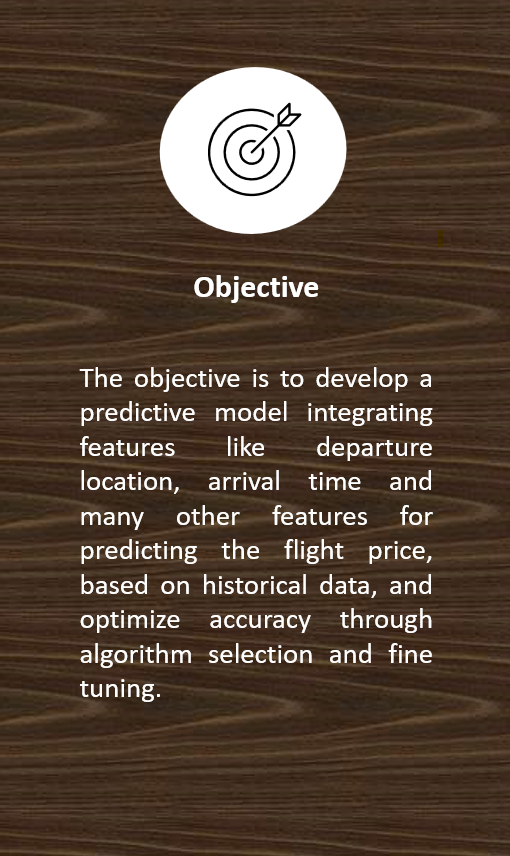 Objective
The objective is to develop a
predictive model integrating
features like departure
location, arrival time and
many other features for
predicting the flight price,
based on historical data, and
optimize accuracy through
algorithm selection and fine
tuning.